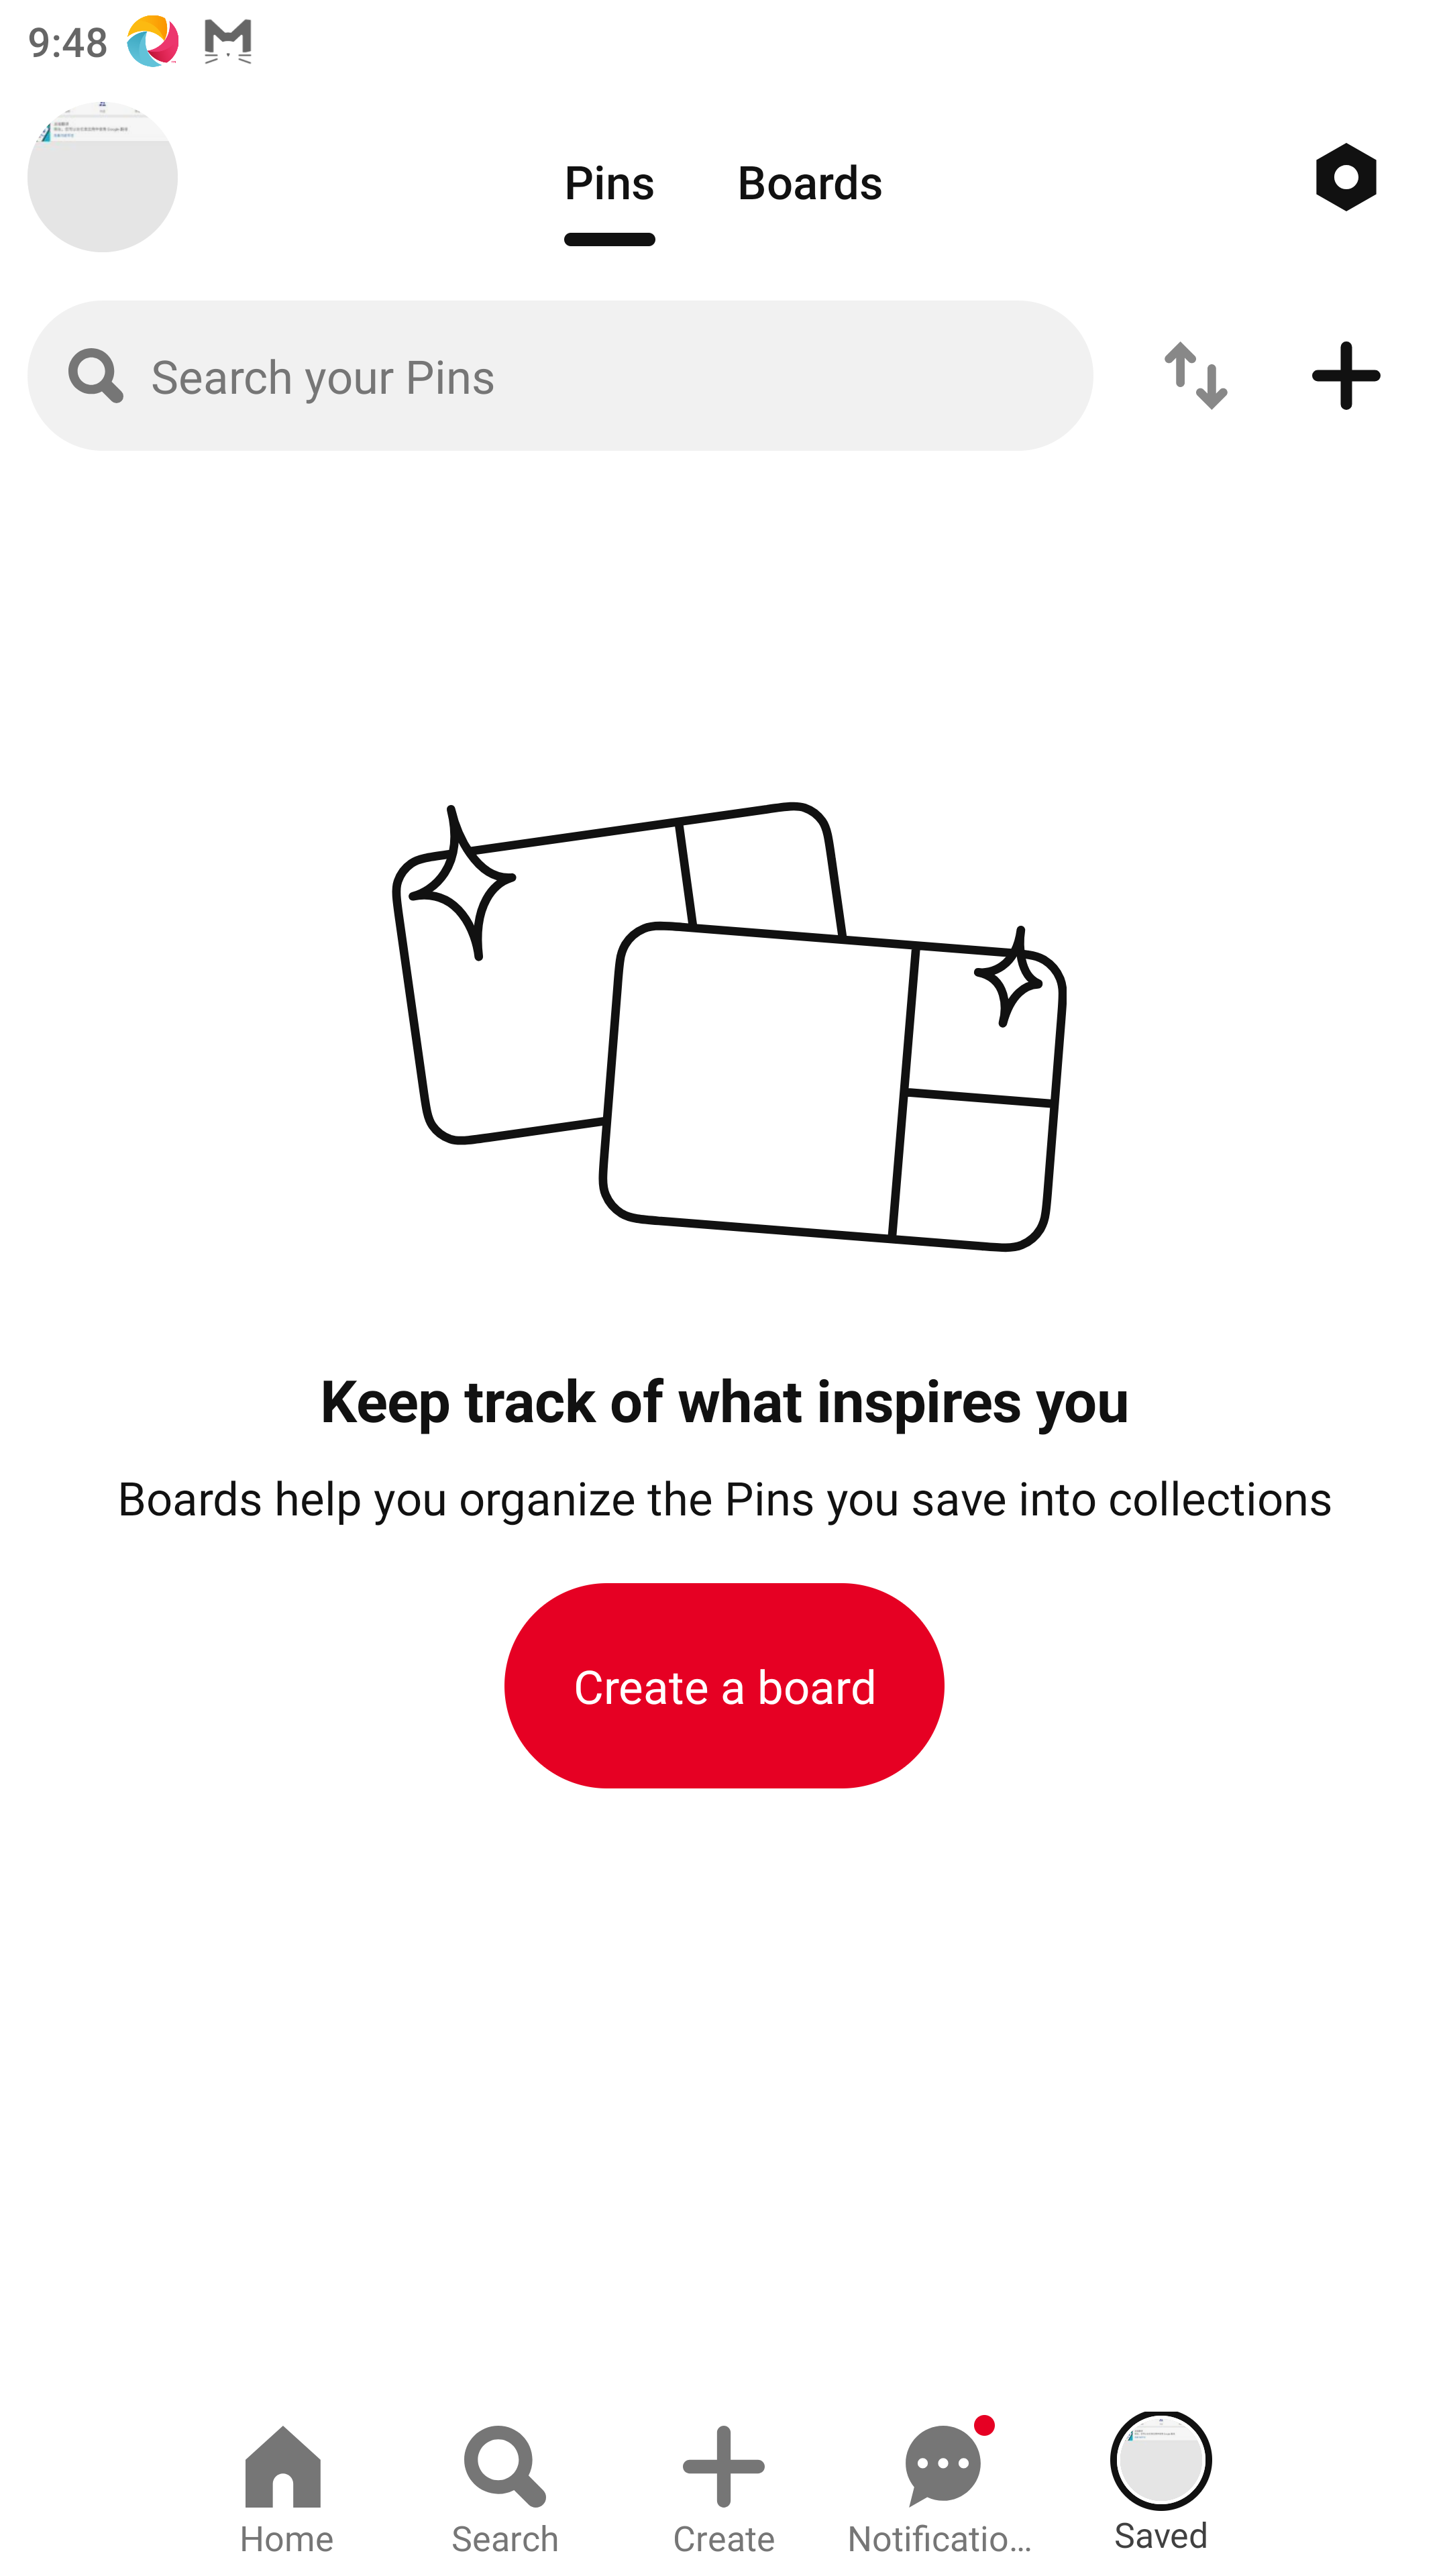 9:48
Pins
Boards
Search your Pins
Keep track of what inspires you
Boards help you organize the Pins you save into collections
Create a board
Home
Search
Create
Notificatio...
Saved